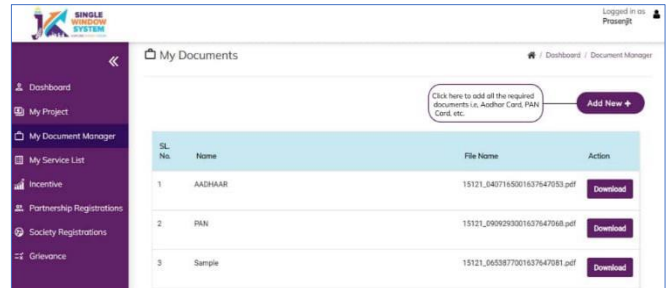 SINGLE
WINDOW
SYSTEM
Logged in as
Prasenjit
My Documents
/ Dashboard / Document Manager
Dashboard
My Project
My Document Manager
My Service List
Incentive
Partnership Registrations
Society Registrations
Grievance
Click here to add all the required
documents i.e, Aadhar Card, PAN
Card, etc.
Add New +
SL.
No. Name File Name Action
1 AADHAAR 15121_0407165001637647053.pdf Download
2 PAN 15121_0909293001637647068.pdf Download
3 Sample 15121_0653877001637647081.pdf Download